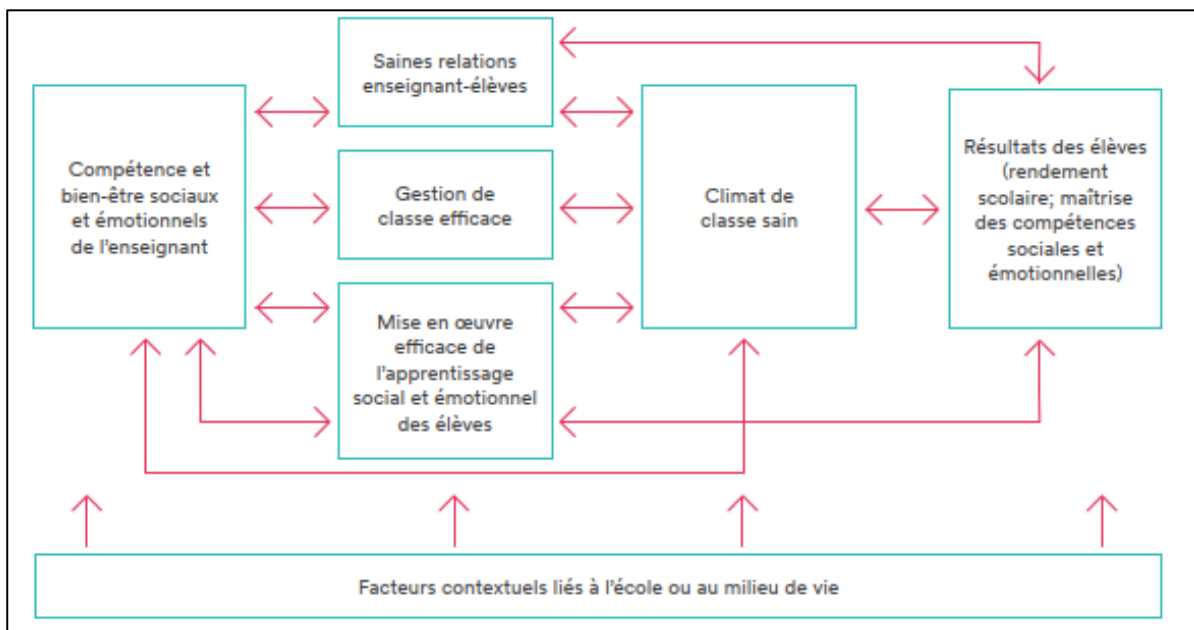 Saines relations
enseignant-élèves
Compétence et
bien-être sociaux
et émotionnels
de l'enseignant
Gestion de
classe efficace
Mise en œuvre
efficace de
l'apprentissage
social et émotionnel
des élèves
Climat de
classe sain
Résultats des élèves
(rendement
scolaire; maîtrise
des compétences
sociales et
émotionnelles)
Facteurs contextuels liés à l'école ou au milieu de vie